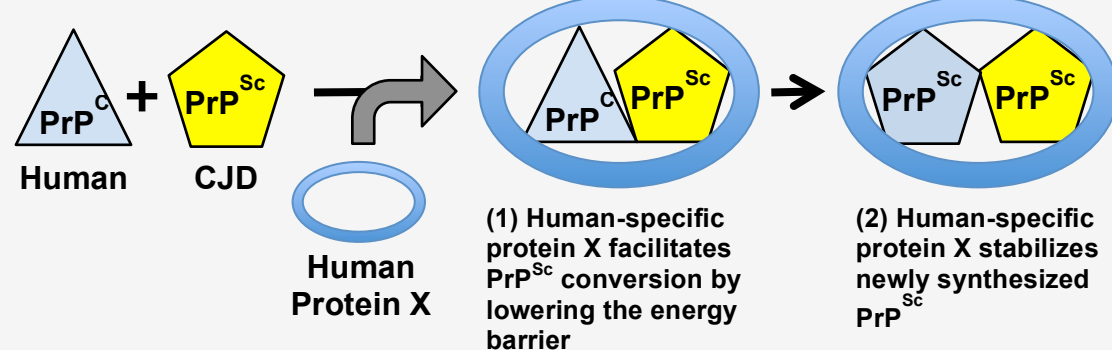 PrP^C + PrP^Sc
Human CJD
Human
Protein X
PrP^C PrP^Sc
(1) Human-specific
protein X facilitates
PrP^Sc conversion by
lowering the energy
barrier
PrP^Sc PrP^Sc
(2) Human-specific
protein X stabilizes
newly synthesized
PrP^Sc